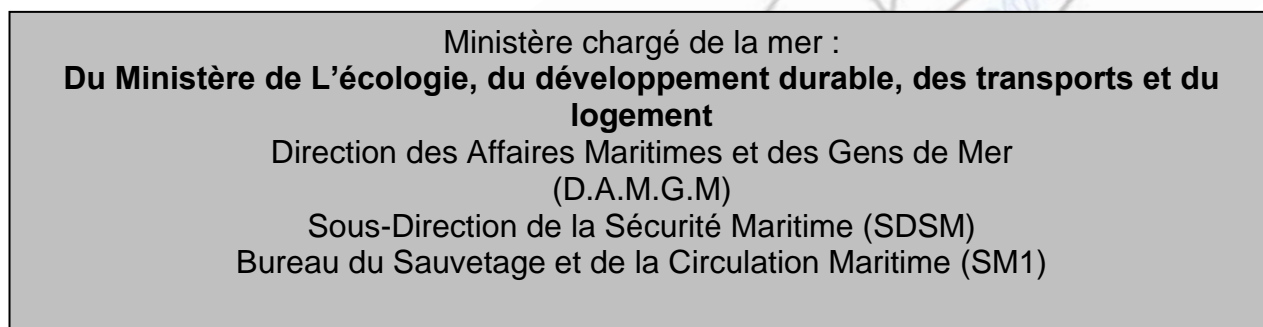 Ministère chargé de la mer :
Du Ministère de L’écologie, du développement durable, des transports et du
logement
Direction des Affaires Maritimes et des Gens de Mer
(D.A.M.G.M)
Sous-Direction de la Sécurité Maritime (SDSM)
Bureau du Sauvetage et de la Circulation Maritime (SM1)